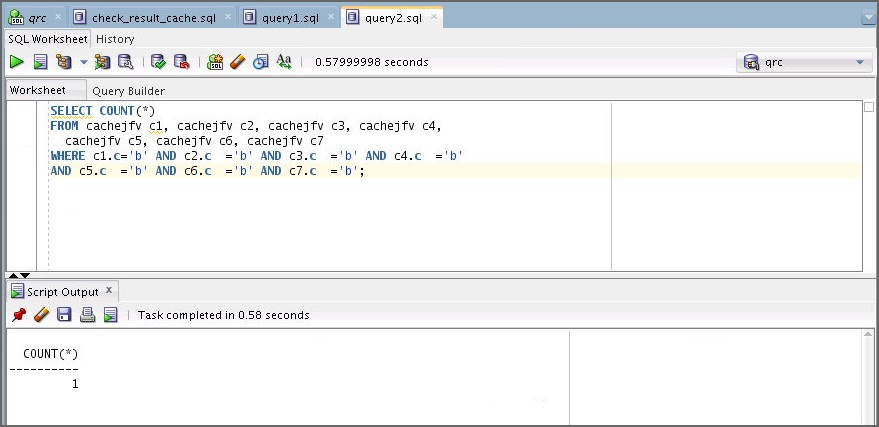 qrc check_result_cache.sql query1.sql query2.sql
SQL Worksheet History
0.57999998 seconds qrc
Worksheet Query Builder
SELECT COUNT(*)
FROM cachejfv c1, cachejfv c2, cachejfv c3, cachejfv c4,
cachejfv c5, cachejfv c6, cachejfv c7
WHERE c1.c='b' AND c2.c  ='b' AND c3.c  ='b' AND c4.c  ='b'
AND c5.c  ='b' AND c6.c  ='b' AND c7.c  ='b';
Script Output
Task completed in 0.58 seconds
COUNT(*)
----------
1